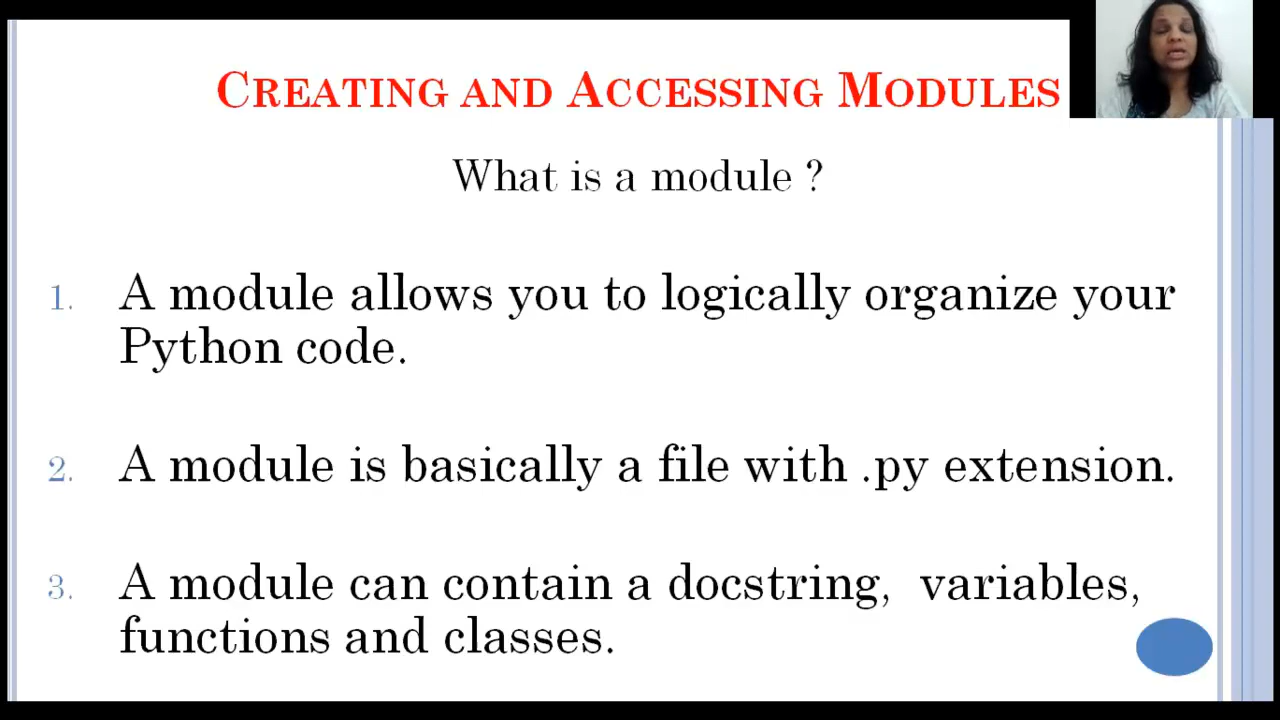 CREATING AND ACCESSING MODULES
What is a module ?
1. A module allows you to logically organize your
Python code.
2. A module is basically a file with .py extension.
3. A module can contain a docstring, variables,
functions and classes.